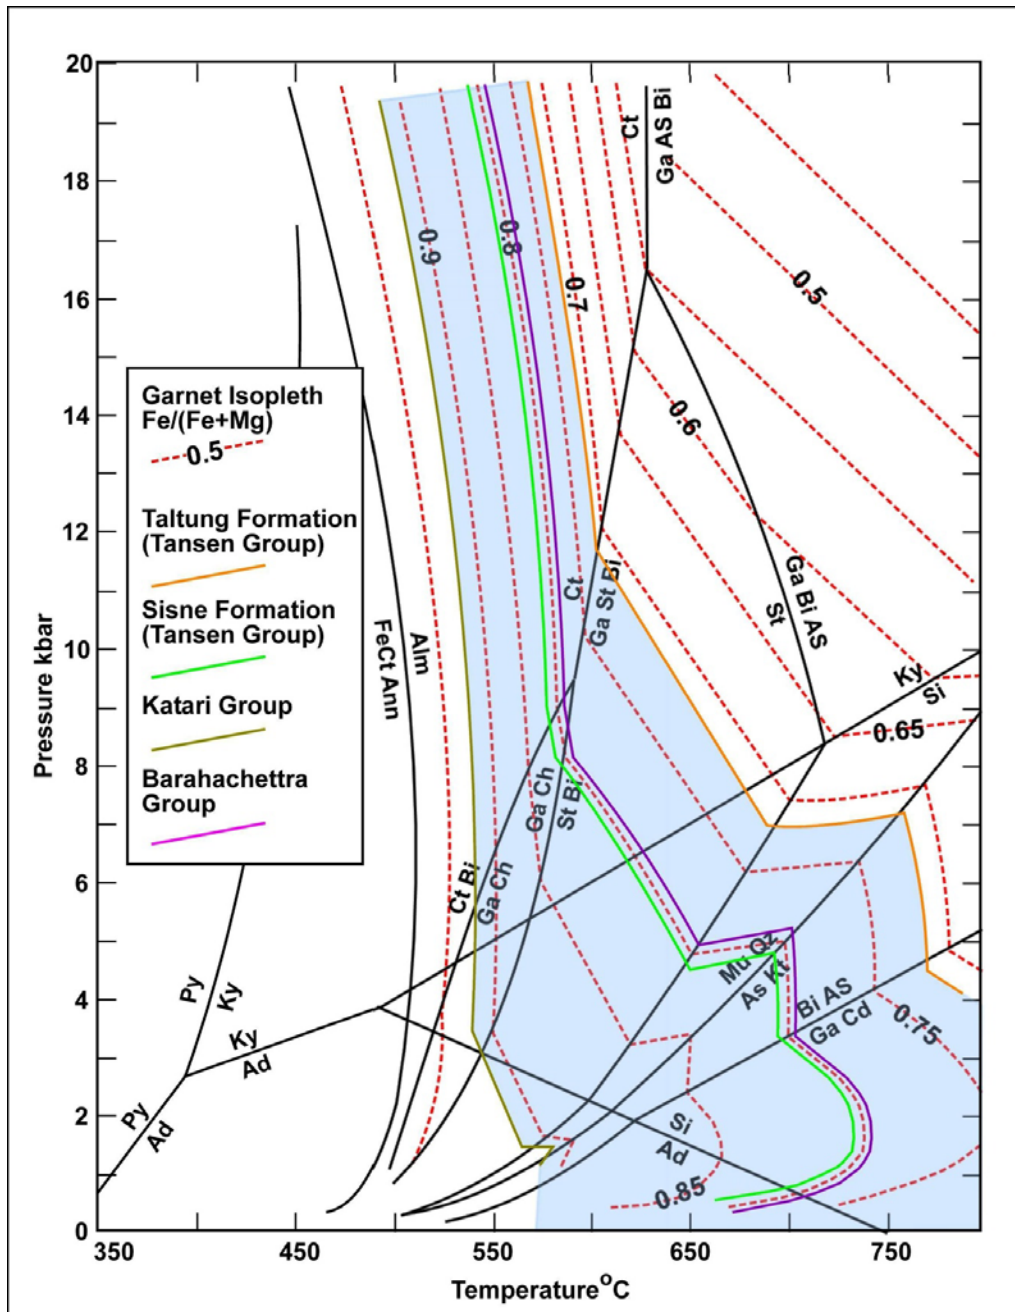 20
18
16
14
12
10
8
6
4
2
0
Pressure kbar
350
450
550
650
750
Temperature°C
Garnet Isopleth
Fe/(Fe+Mg)
0.5
Taltung Formation
(Tansen Group)
Sisne Formation
(Tansen Group)
Katari Group
Barahachettra
Group
Ct
Ga AS Bi
0.9
0.8
0.7
0.5
0.6
FeCt Ann
Alm
Ct
Ga St Bi
St
Ga Bi AS
Ky
Si
0.65
Ga Ch
St Bi
Ct Bi
Ga Ch
Mu Qz
As Kt
Bi AS
Ga Cd
0.75
Py
Ky
Ky
Ad
Py
Ad
Si
Ad
0.85